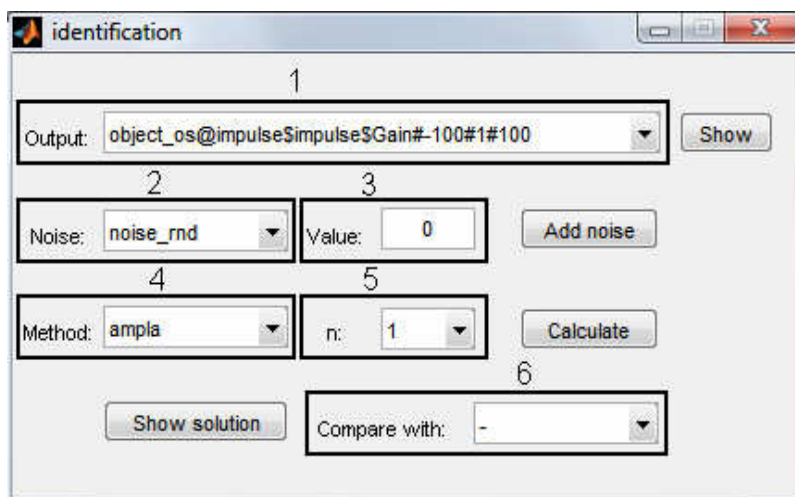 identification
1
Output: object_os@impulse$impulse$Gain#-100#1#100 Show
2 3
Noise: noise_rnd Value: 0 Add noise
4 5
Method: ampla n: 1 Calculate
6
Show solution Compare with: -